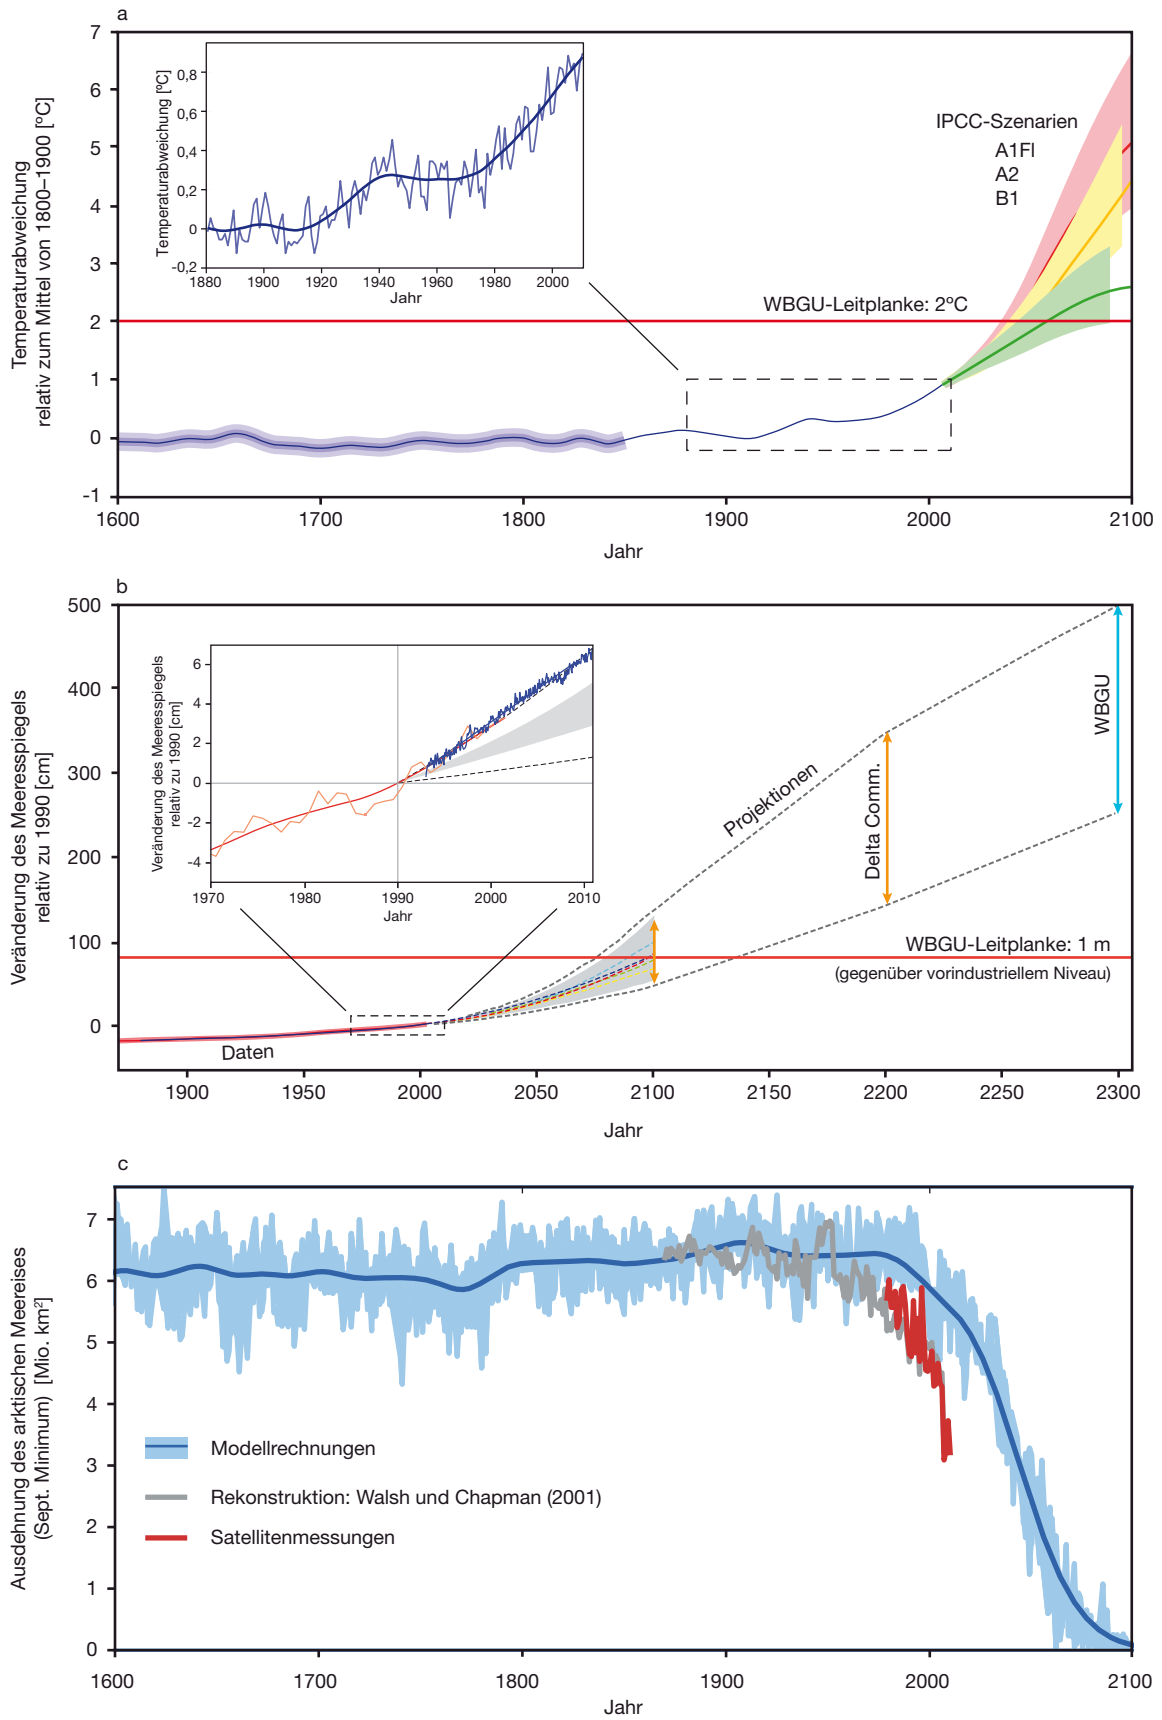 a
7
6
5
4
3
2
1
0
-1
Temperaturabweichung
relativ zum Mittel von 1800–1900 [ºC]
Temperaturabweichung [ºC]
0,8
0,6
0,4
0,2
0
-0,2
1880
1900
1920
1940
1960
1980
2000
Jahr
IPCC-Szenarien
A1FI
A2
B1
WBGU-Leitplanke: 2ºC
1600
1700
1800
1900
2000
2100
Jahr
b
500
400
300
200
100
0
Veränderung des Meeresspiegels
relativ zu 1990 [cm]
Veränderung des Meeresspiegels
relativ zu 1990 [cm]
6
4
2
0
-2
-4
1970
1980
1990
2000
2010
Jahr
Projektionen
Delta Comm.
WBGU
WBGU-Leitplanke: 1 m
(gegenüber vorindustriellem Niveau)
Daten
1900
1950
2000
2050
2100
2150
2200
2250
2300
Jahr
c
7
6
5
4
3
2
1
0
Ausdehnung des arktischen Meereises
(Sept. Minimum) [Mio. km²]
Modellrechnungen
Rekonstruktion: Walsh und Chapman (2001)
Satellitenmessungen
1600
1700
1800
1900
2000
2100
Jahr